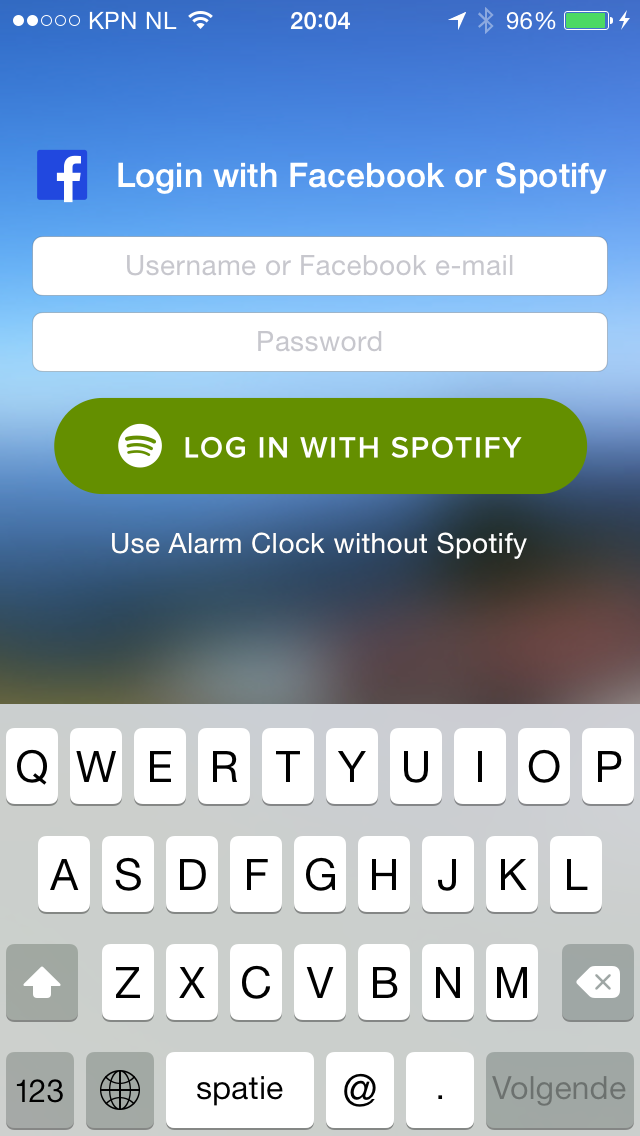 KPN NL 20:04 96%
Login with Facebook or Spotify
Username or Facebook e-mail
Password
LOG IN WITH SPOTIFY
Use Alarm Clock without Spotify
Q W E R T Y U I O P
A S D F G H J K L
Z X C V B N M
123 spatie @ . Volgende